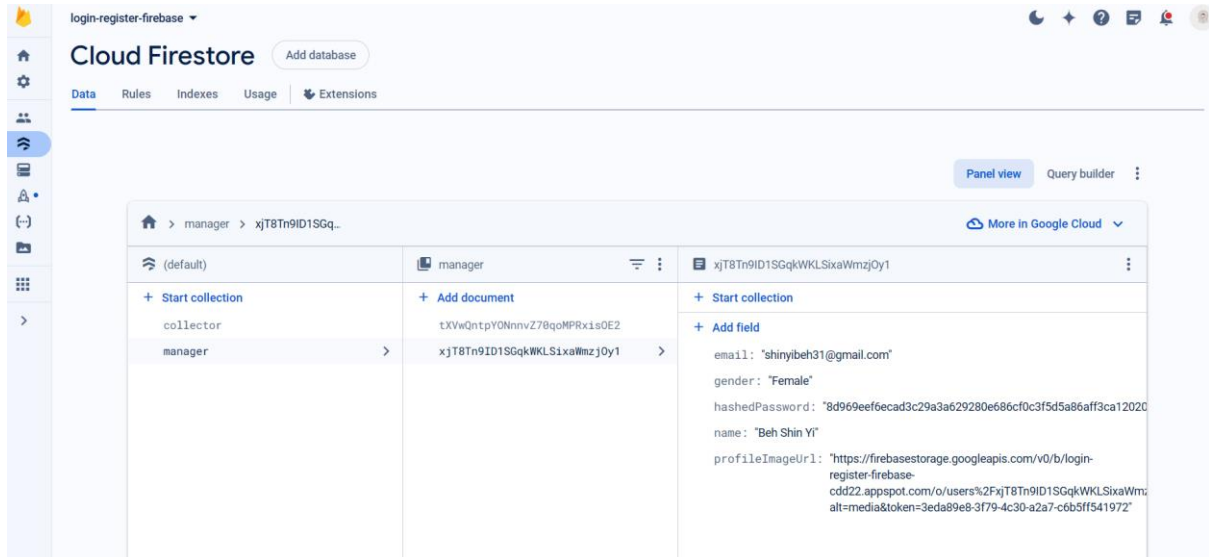 login-register-firebase
Cloud Firestore
Add database
Data Rules Indexes Usage Extensions
Panel view Query builder
> manager > xjT8Tn9ID1SGq...
More in Google Cloud
(default)
manager
xjT8Tn9ID1SGqkWKLSixaWmzjOy1
+ Start collection
+ Add document
+ Start collection
collector
tXVwQntpYONnnvZ70qoMPRxisOE2
+ Add field
manager
xjT8Tn9ID1SGqkWKLSixaWmzjOy1
email: "shinyibeh31@gmail.com"
gender: "Female"
hashedPassword: "8d969eef6ecad3c29a3a629280e686cf0c3f5d5a86aff3ca12020
name: "Beh Shin Yi"
profileImageUrl: "https://firebasestorage.googleapis.com/v0/b/login-
register-firebase-
cdd22.appspot.com/o/users%2FxjT8Tn9ID1SGqkWKLSixaWmz
alt=media&token=3eda89e8-3f79-4c30-a2a7-c6b5ff541972"